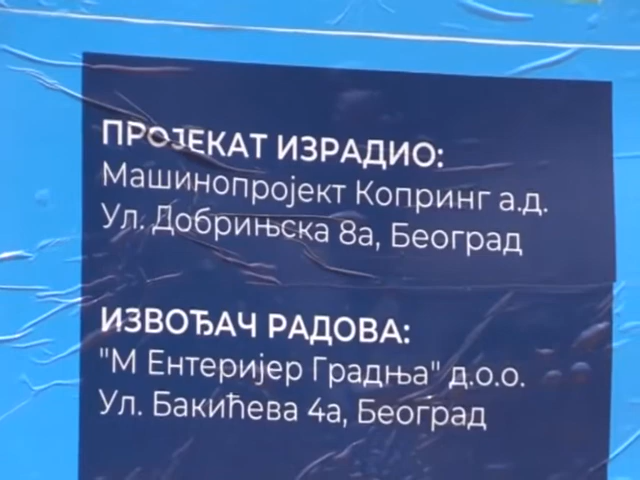 ПРОЈЕКАТ ИЗРАДИО:
Машинопројект Копринг а.д.
Ул. Добрињска 8а, Београд
ИЗВОЂАЧ РАДОВА:
"М Ентеријер Градња" д.о.о.
Ул. Бакићева 4а, Београд